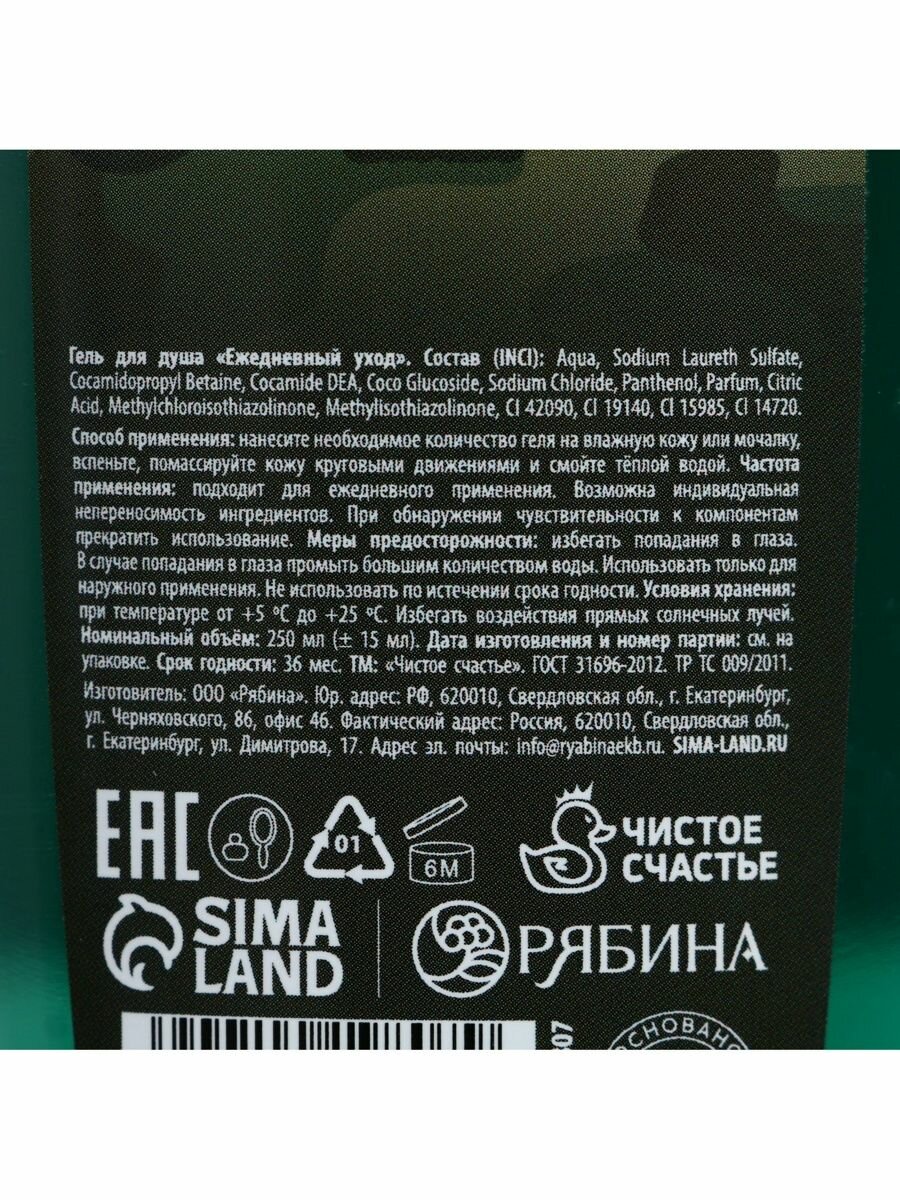 Гель для душа «Ежедневный уход». Состав (INCI): Aqua, Sodium Laureth Sulfate,
Cocamidopropyl Betaine, Cocamide DEA, Coco Glucoside, Sodium Chloride, Panthenol, Parfum, Citric
Acid, Methylchloroisothiazolinone, Methylisothiazolinone, CI 42090, CI 19140, CI 15985, CI 14720.
Способ применения: нанесите необходимое количество геля на влажную кожу или мочалку,
вспеньте, помассируйте кожу круговыми движениями и смойте тёплой водой. Частота
применения: подходит для ежедневного применения. Возможна индивидуальная
непереносимость ингредиентов. При обнаружении чувствительности к компонентам
прекратить использование. Меры предосторожности: избегать попадания в глаза.
В случае попадания в глаза промыть большим количеством воды. Использовать только для
наружного применения. Не использовать по истечении срока годности. Условия хранения:
при температуре от +5 °C до +25 °C. Избегать воздействия прямых солнечных лучей.
Номинальный объём: 250 мл (± 15 мл). Дата изготовления и номер партии: см. на
упаковке. Срок годности: 36 мес. ТМ: «Чистое счастье». ГОСТ 31696-2012. ТР ТС 009/2011.
Изготовитель: ООО «Рябина». Юр. адрес: РФ, 620010, Свердловская обл., г. Екатеринбург,
ул. Черняховского, 86, офис 46. Фактический адрес: Россия, 620010, Свердловская обл.,
г. Екатеринбург, ул. Димитрова, 17. Адрес эл. почты: info@ryabinaekb.ru. SIMA-LAND.RU
EAC
01
6M
ЧИСТОЕ
СЧАСТЬЕ
SIMA
LAND
РЯБИНА
ОСНОВАНО